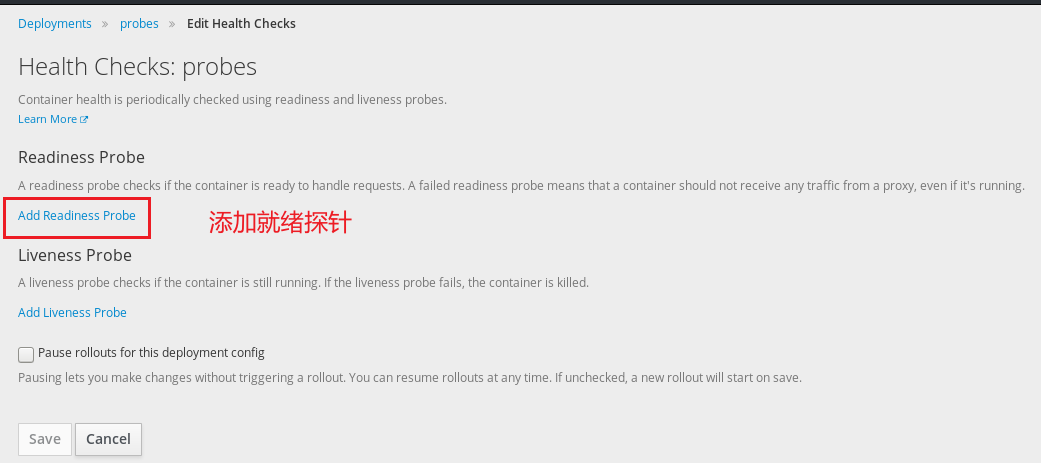 Deployments » probes » Edit Health Checks
Health Checks: probes
Container health is periodically checked using readiness and liveness probes.
Learn More
Readiness Probe
A readiness probe checks if the container is ready to handle requests. A failed readiness probe means that a container should not receive any traffic from a proxy, even if it's running.
Add Readiness Probe 添加就绪探针
Liveness Probe
A liveness probe checks if the container is still running. If the liveness probe fails, the container is killed.
Add Liveness Probe
Pause rollouts for this deployment config
Pausing lets you make changes without triggering a rollout. You can resume rollouts at any time. If unchecked, a new rollout will start on save.
Save Cancel